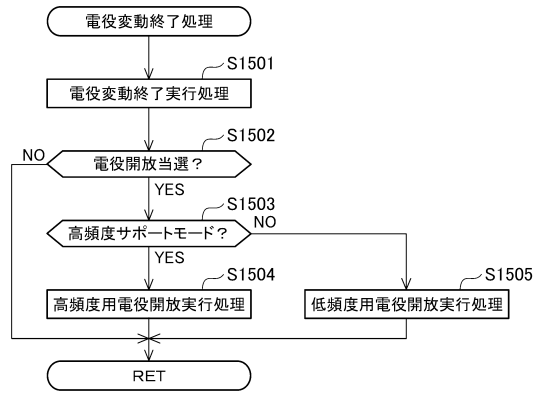 電役変動終了処理
S1501
電役変動終了実行処理
S1502
NO
電役開放当選？
YES
S1503
高頻度サポートモード？
NO
YES
S1504
高頻度用電役開放実行処理
S1505
低頻度用電役開放実行処理
RET